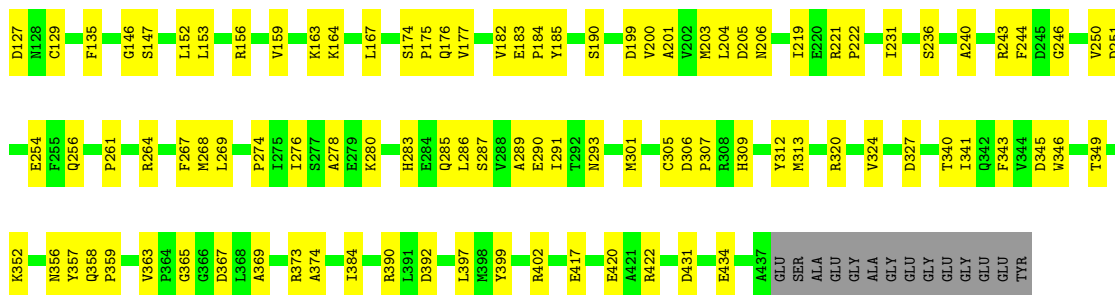 D127 N128 C129 F135 G146 S147 L152 L153 R156 V159 K163 K164 L167 S174 P175 Q176 V177 V182 E183 P184 Y185 S190 D199 V200 A201 V202 M203 L204 D205 N206 I219 E220 R221 P222 I231 S236 A240 R243 F244 D245 G246 V250
E254 F255 Q256 P261 R264 F267 M268 L269 P274 I275 I276 S277 A278 E279 K280 H283 E284 Q285 L286 S287 V288 A289 E290 I291 T292 N293 M301 C305 D306 P307 R308 H309 Y312 M313 R320 V324 D327 T340 I341 Q342 F343 V344 D345 W346 T349
K352 N356 Y357 Q358 P359 V363 P364 G365 G366 D367 L368 A369 R373 A374 I384 R390 L391 D392 L397 M398 Y399 R402 E417 E420 A421 R422 D431 E434 A437 GLU SER ALA GLU GLY ALA GLY GLU GLY GLU GLY GLU GLU TYR